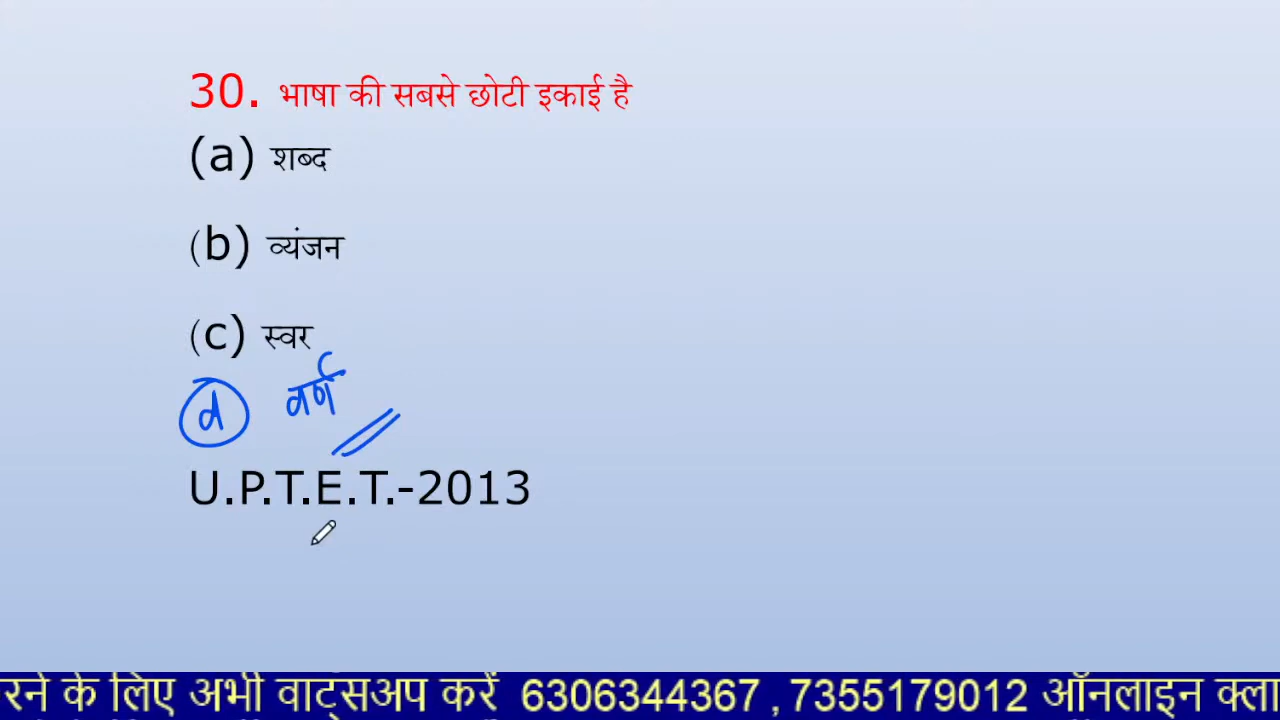 30. भाषा की सबसे छोटी इकाई है
(a) शब्द
(b) व्यंजन
(c) स्वर
d वर्ण
U.P.T.E.T.-2013
रने के लिए अभी वाट्सअप करें 6306344367 , 7355179012 ऑनलाइन क्ला